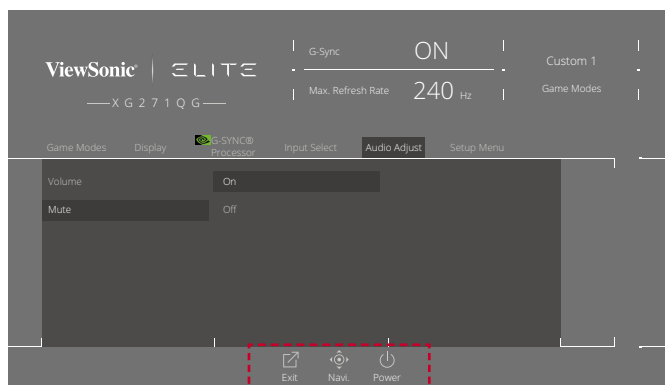 ViewSonic® ELITE
XG271QG
G-Sync ON
Max. Refresh Rate 240 Hz
Custom 1
Game Modes
Game Modes Display G-SYNC® Processor Input Select Audio Adjust Setup Menu
Volume On
Mute Off
Exit Navi. Power